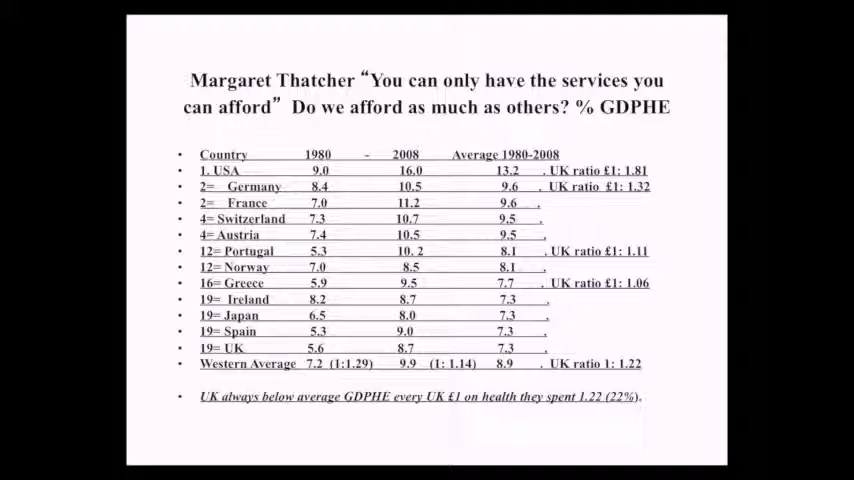 Margaret Thatcher “You can only have the services you
can afford” Do we afford as much as others? % GDPHE
• Country 1980 - 2008 Average 1980-2008
• 1. USA 9.0 16.0 13.2 . UK ratio £1: 1.81
• 2= Germany 8.4 10.5 9.6 . UK ratio £1: 1.32
• 2= France 7.0 11.2 9.6 .
• 4= Switzerland 7.3 10.7 9.5 .
• 4= Austria 7.4 10.5 9.5 .
• 12= Portugal 5.3 10. 2 8.1 . UK ratio £1: 1.11
• 12= Norway 7.0 8.5 8.1 .
• 16= Greece 5.9 9.5 7.7 . UK ratio £1: 1.06
• 19= Ireland 8.2 8.7 7.3 .
• 19= Japan 6.5 8.0 7.3 .
• 19= Spain 5.3 9.0 7.3 .
• 19= UK 5.6 8.7 7.3 .
• Western Average 7.2 (1:1.29) 9.9 (1: 1.14) 8.9 . UK ratio 1: 1.22
• UK always below average GDPHE every UK £1 on health they spent 1.22 (22%).